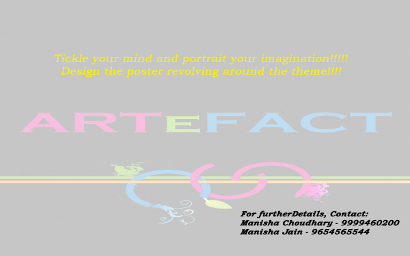 Tickle your mind and portrait your imagination!!!!!
Design the poster revolving around the theme!!!!
ARTEFACT
For furtherDetails, Contact:
Manisha Choudhary - 9999460200
Manisha Jain - 9654565544